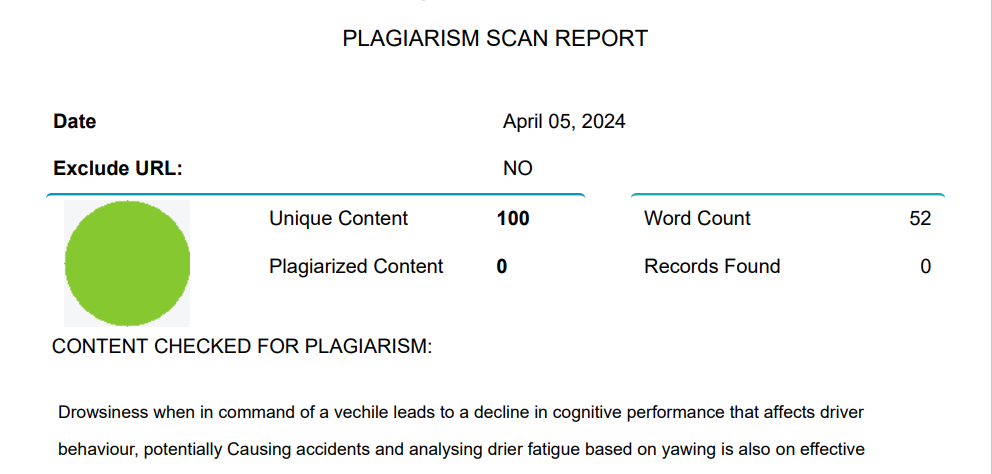 PLAGIARISM SCAN REPORT
Date April 05, 2024
Exclude URL: NO
Unique Content 100 Word Count 52
Plagiarized Content 0 Records Found 0
CONTENT CHECKED FOR PLAGIARISM:
Drowsiness when in command of a vechile leads to a decline in cognitive performance that affects driver
behaviour, potentially Causing accidents and analysing drier fatigue based on yawing is also on effective